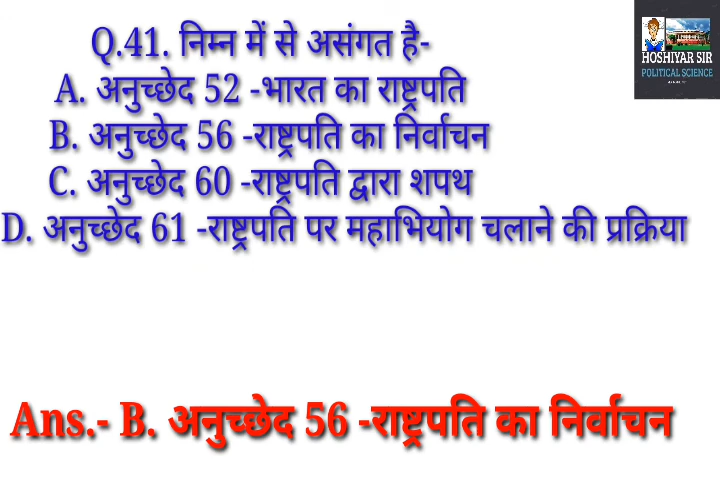 Q.41. निम्न में से असंगत है-
A. अनुच्छेद 52 -भारत का राष्ट्रपति
B. अनुच्छेद 56 -राष्ट्रपति का निर्वाचन
C. अनुच्छेद 60 -राष्ट्रपति द्वारा शपथ
D. अनुच्छेद 61 -राष्ट्रपति पर महाभियोग चलाने की प्रक्रिया
Ans.- B. अनुच्छेद 56 -राष्ट्रपति का निर्वाचन
HOSHIYAR SIR
POLITICAL SCIENCE